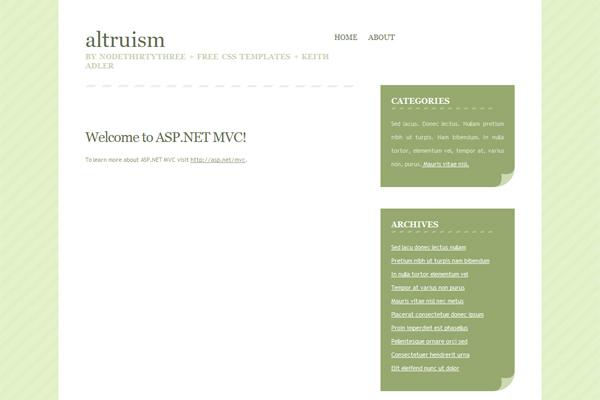 altruism
BY NODETHIRTYTHREE + FREE CSS TEMPLATES + KEITH
ADLER
HOME ABOUT
Welcome to ASP.NET MVC!
To learn more about ASP.NET MVC visit http://asp.net/mvc.
CATEGORIES
Sed lacus. Donec lectus. Nullam pretium
nibh ut turpis. Nam bibendum. In nulla
tortor, elementum vel, tempor at, varius
non, purus. Mauris vitae nisl.
ARCHIVES
Sed lacu donec lectus nullam
Pretium nibh ut turpis nam bibendum
In nulla tortor elementum vel
Tempor at varius non purus
Mauris vitae nisl nec metus
Placerat consectetue donec ipsum
Proin imperdiet est phasellus
Pellentesque ornare orci sed
Consectetuer hendrerit urna
Elit eleifend nunc ut dolor